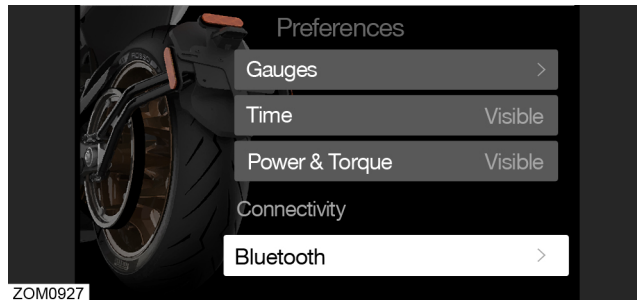 Preferences
Gauges >
Time Visible
Power & Torque Visible
Connectivity
Bluetooth >
ZOM0927